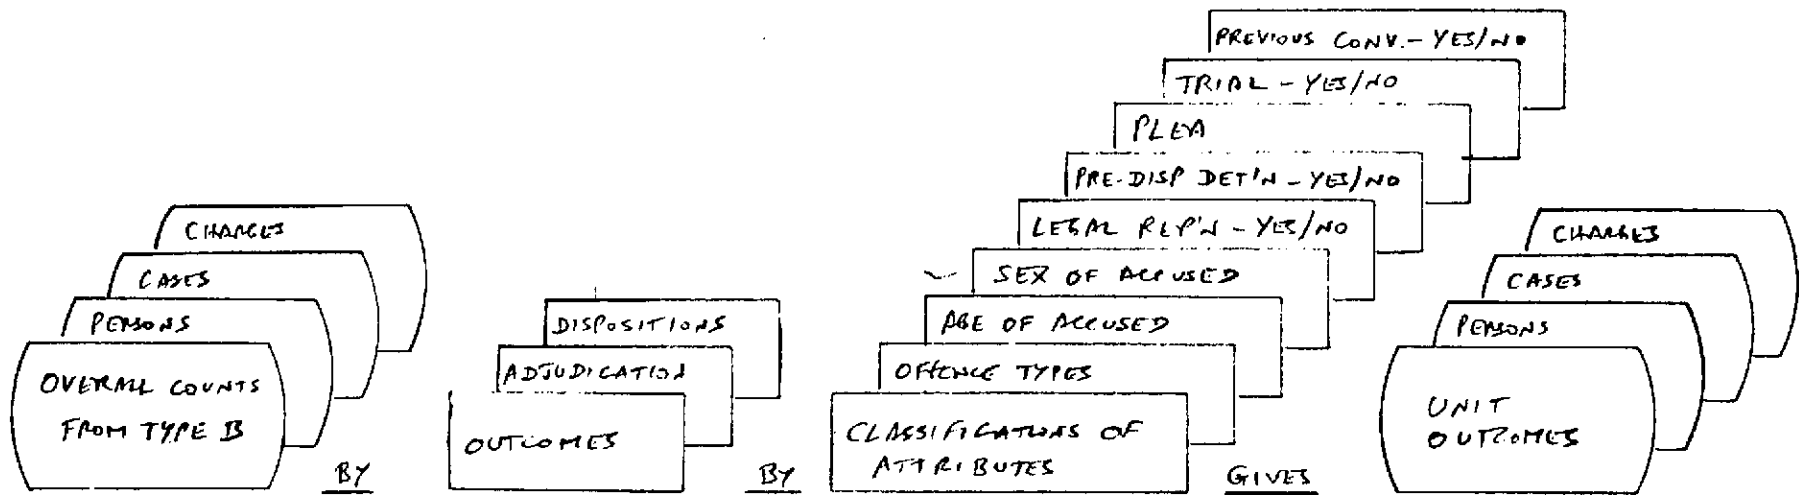 CHARGES
CASES
PERSONS
OVERALL COUNTS
FROM TYPE B
BY
DISPOSITIONS
ADJUDICATION
OUTCOMES
BY
PREVIOUS CONV. - YES/NO
TRIAL - YES/NO
PLEA
PRE-DISP DET'N - YES/NO
LEGAL REP'N - YES/NO
SEX OF ACCUSED
AGE OF ACCUSED
OFFENCE TYPES
CLASSIFICATIONS OF
ATTRIBUTES
GIVES
CHARGES
CASES
PERSONS
UNIT
OUTCOMES